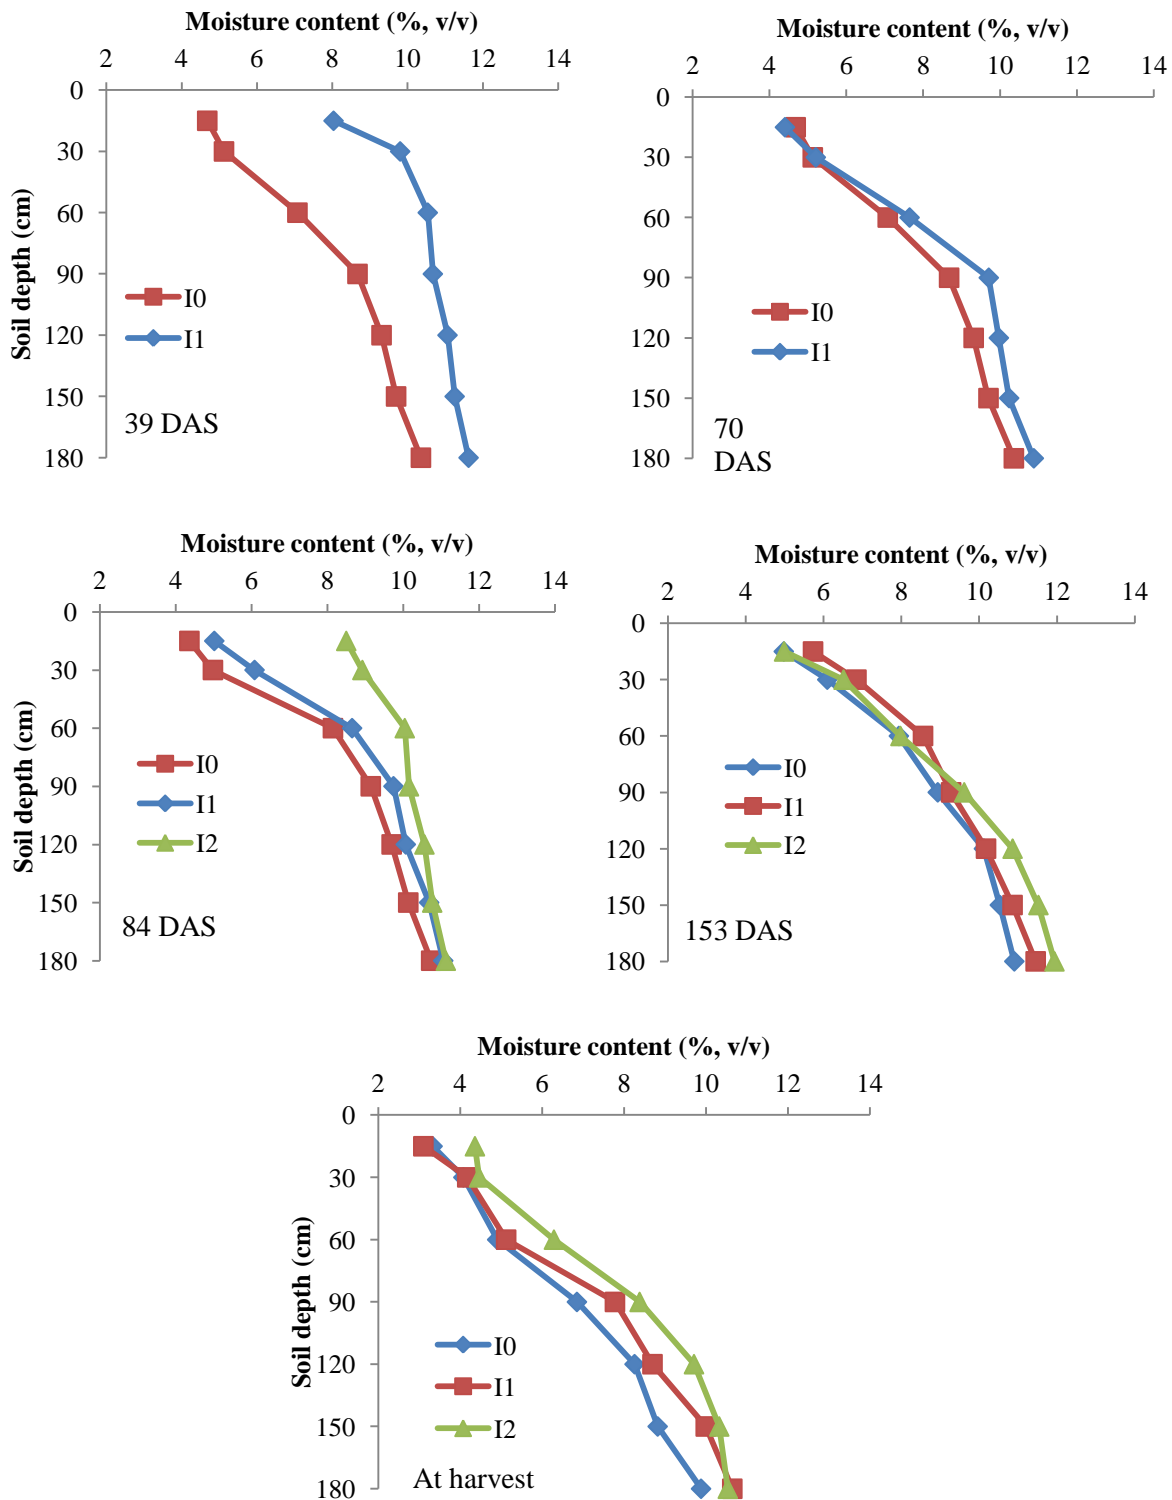 Moisture content (%, v/v)
2 4 6 8 10 12 14
0
30
60
90
120
150
180
Soil depth (cm)
I0
I1
39 DAS
Moisture content (%, v/v)
2 4 6 8 10 12 14
0
30
60
90
120
150
180
I0
I1
70
DAS
Moisture content (%, v/v)
2 4 6 8 10 12 14
0
30
60
90
120
150
180
Soil depth (cm)
I0
I1
I2
84 DAS
Moisture content (%, v/v)
2 4 6 8 10 12 14
0
30
60
90
120
150
180
I0
I1
I2
153 DAS
Moisture content (%, v/v)
2 4 6 8 10 12 14
0
30
60
90
120
150
180
Soil depth (cm)
I0
I1
I2
At harvest